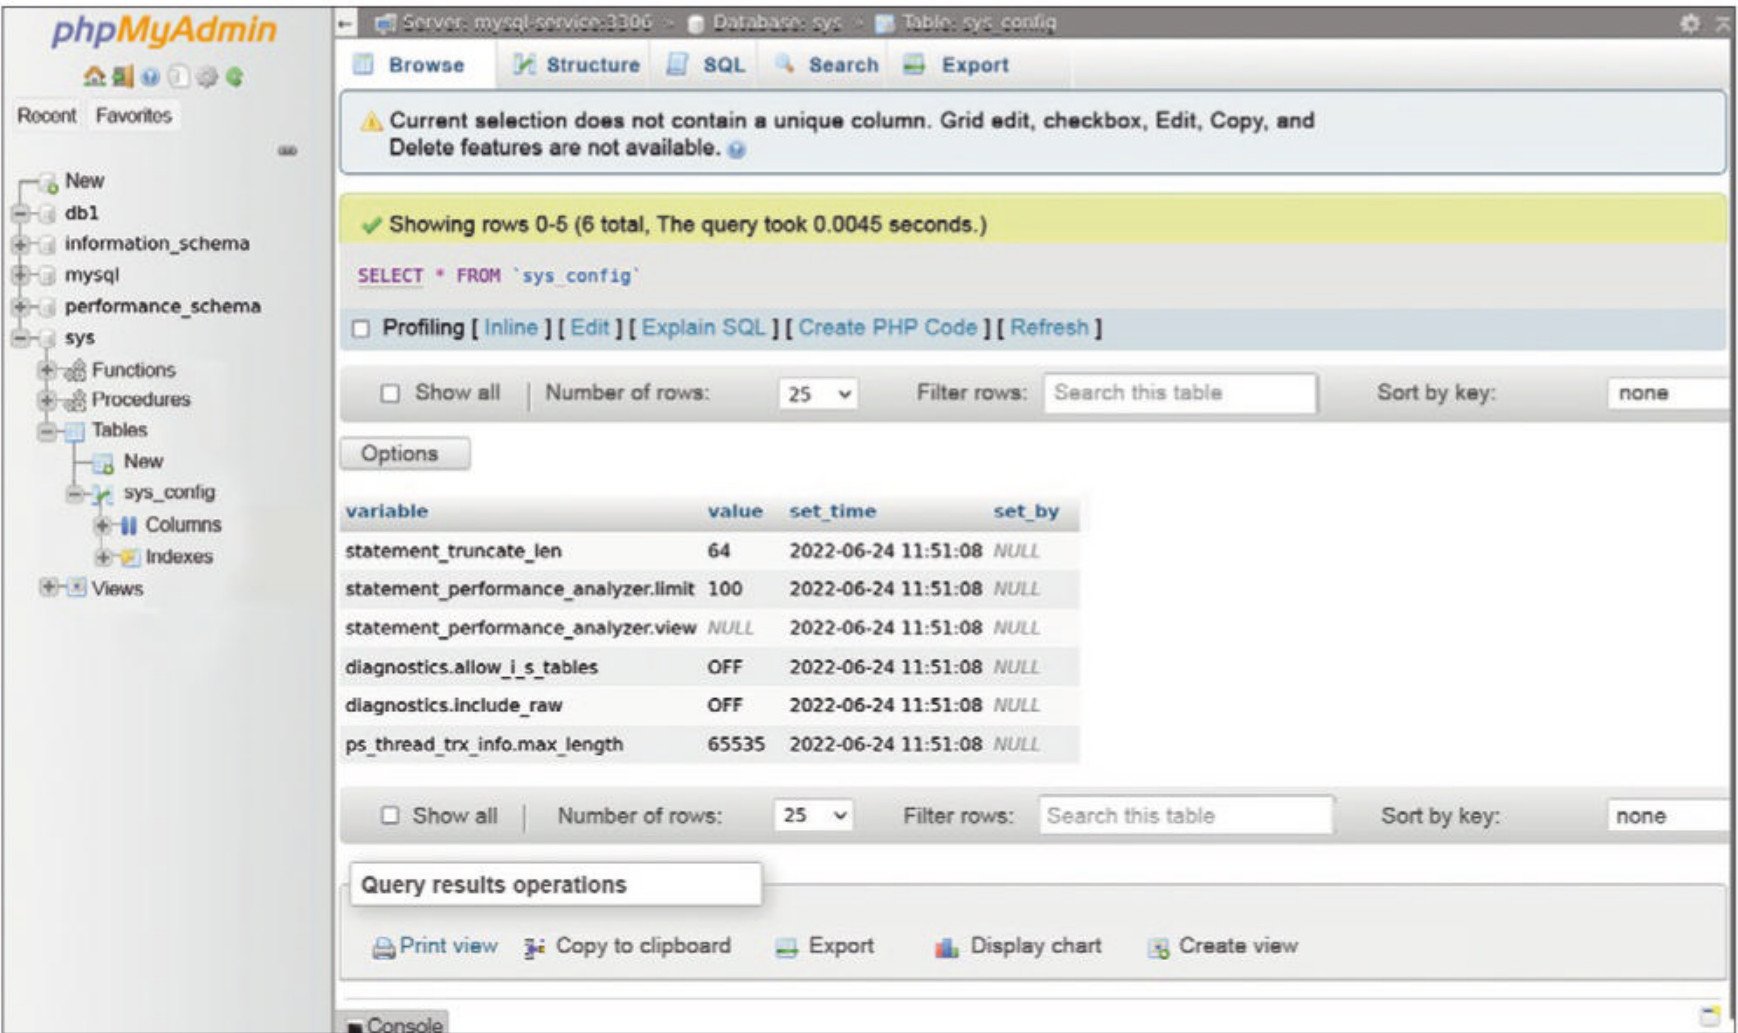 phpMyAdmin
Recent Favorites
New
db1
information_schema
mysql
performance_schema
sys
Functions
Procedures
Tables
New
sys_config
Columns
Indexes
Views
Server: mysql-service:3306 » Database: sys » Table: sys_config
Browse Structure SQL Search Export
Current selection does not contain a unique column. Grid edit, checkbox, Edit, Copy, and
Delete features are not available.
Showing rows 0-5 (6 total, The query took 0.0045 seconds.)
SELECT * FROM `sys_config`
Profiling [ Inline ] [ Edit ] [ Explain SQL ] [ Create PHP Code ] [ Refresh ]
Show all | Number of rows: 25 Filter rows: Search this table Sort by key: none
Options
variable value set_time set_by
statement_truncate_len 64 2022-06-24 11:51:08 NULL
statement_performance_analyzer.limit 100 2022-06-24 11:51:08 NULL
statement_performance_analyzer.view NULL 2022-06-24 11:51:08 NULL
diagnostics.allow_i_s_tables OFF 2022-06-24 11:51:08 NULL
diagnostics.include_raw OFF 2022-06-24 11:51:08 NULL
ps_thread_trx_info.max_length 65535 2022-06-24 11:51:08 NULL
Show all | Number of rows: 25 Filter rows: Search this table Sort by key: none
Query results operations
Print view Copy to clipboard Export Display chart Create view
Console